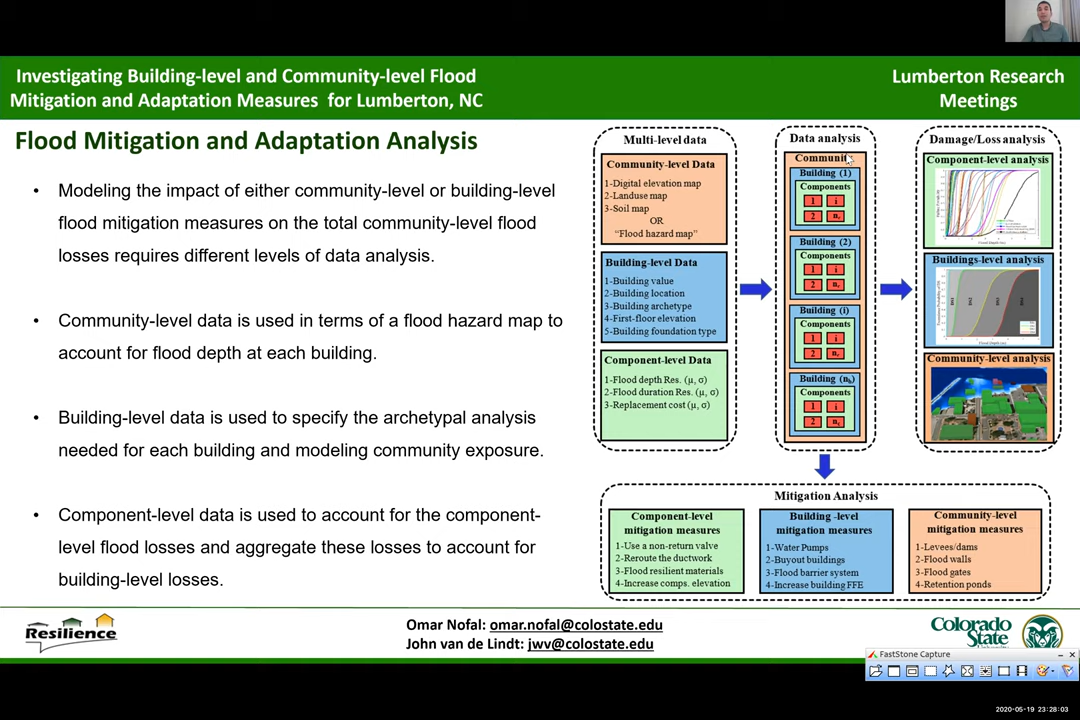 Investigating Building-level and Community-level Flood
Mitigation and Adaptation Measures for Lumberton, NC
Lumberton Research
Meetings
Flood Mitigation and Adaptation Analysis
• Modeling the impact of either community-level or building-level
flood mitigation measures on the total community-level flood
losses requires different levels of data analysis.
• Community-level data is used in terms of a flood hazard map to
account for flood depth at each building.
• Building-level data is used to specify the archetypal analysis
needed for each building and modeling community exposure.
• Component-level data is used to account for the component-
level flood losses and aggregate these losses to account for
building-level losses.
Multi-level data
Community-level Data
1-Digital elevation map
2-Landuse map
3-Soil map
OR
“Flood hazard map”
Building-level Data
1-Building value
2-Building location
3-Building archetype
4-First-floor elevation
5-Building foundation type
Component-level Data
1-Flood depth Res. (μ, σ)
2-Flood duration Res. (μ, σ)
3-Replacement cost (μ, σ)
Data analysis
Community
Building (1)
Components
1 i
2 nc
Building (2)
Components
1 i
2 nc
Building (i)
Components
1 i
2 nc
Building (nb)
Components
1 i
2 nc
Damage/Loss analysis
Component-level analysis
Buildings-level analysis
Community-level analysis
Mitigation Analysis
Component-level
mitigation measures
1-Use a non-return valve
2-Reroute the ductwork
3-Flood resilient materials
4-Increase comps. elevation
Building -level
mitigation measures
1-Water Pumps
2-Buyout buildings
3-Flood barrier system
4-Increase building FFE
Community-level
mitigation measures
1-Levees/dams
2-Flood walls
3-Flood gates
4-Retention ponds
Resilience
Omar Nofal: omar.nofal@colostate.edu
John van de Lindt: jwv@colostate.edu
Colorado
State
FastStone Capture
2020-05-19 23:28:03